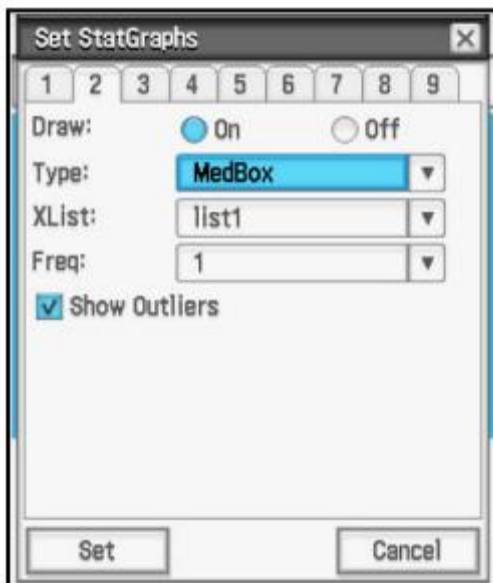 Set StatGraphs
1 2 3 4 5 6 7 8 9
Draw: On Off
Type: MedBox
XList: list1
Freq: 1
Show Outliers
Set Cancel